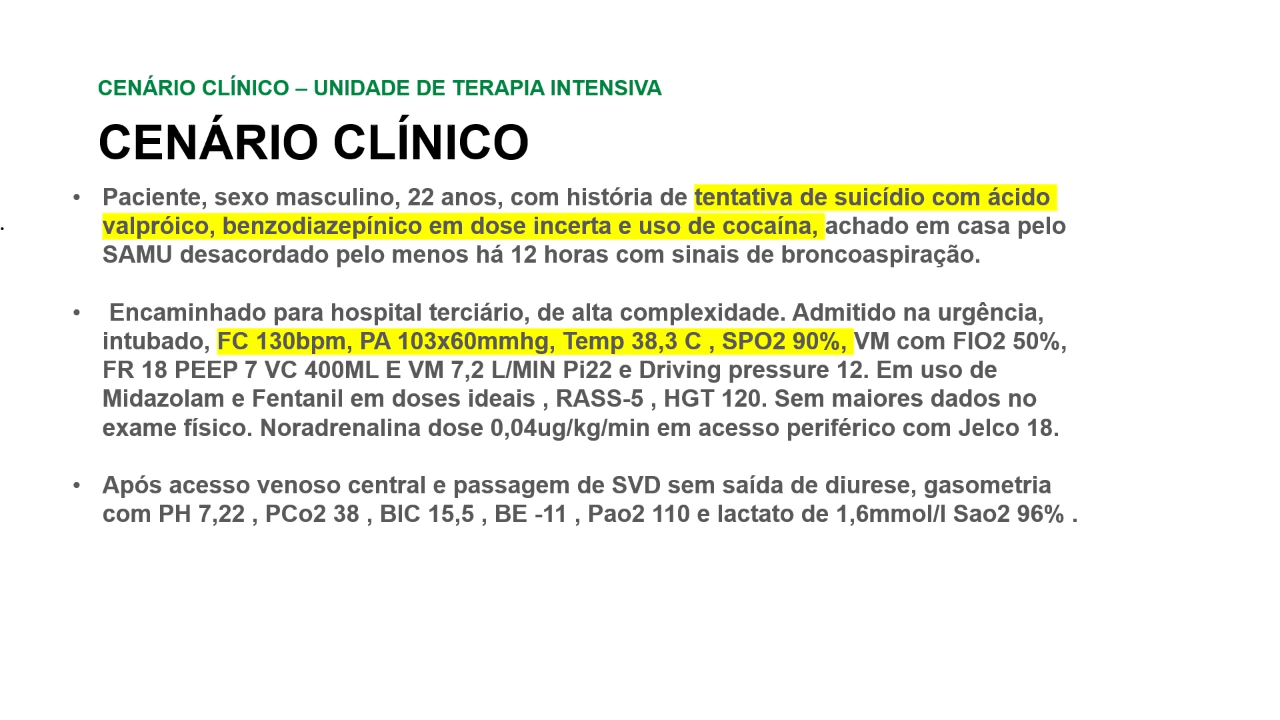 CENÁRIO CLÍNICO – UNIDADE DE TERAPIA INTENSIVA
CENÁRIO CLÍNICO
• Paciente, sexo masculino, 22 anos, com história de tentativa de suicídio com ácido
valpróico, benzodiazepínico em dose incerta e uso de cocaína, achado em casa pelo
SAMU desacordado pelo menos há 12 horas com sinais de broncoaspiração.
• Encaminhado para hospital terciário, de alta complexidade. Admitido na urgência,
intubado, FC 130bpm, PA 103x60mmhg, Temp 38,3 C , SPO2 90%, VM com FIO2 50%,
FR 18 PEEP 7 VC 400ML E VM 7,2 L/MIN Pi22 e Driving pressure 12. Em uso de
Midazolam e Fentanil em doses ideais , RASS-5 , HGT 120. Sem maiores dados no
exame físico. Noradrenalina dose 0,04ug/kg/min em acesso periférico com Jelco 18.
• Após acesso venoso central e passagem de SVD sem saída de diurese, gasometria
com PH 7,22 , PCo2 38 , BIC 15,5 , BE -11 , Pao2 110 e lactato de 1,6mmol/l Sao2 96% .